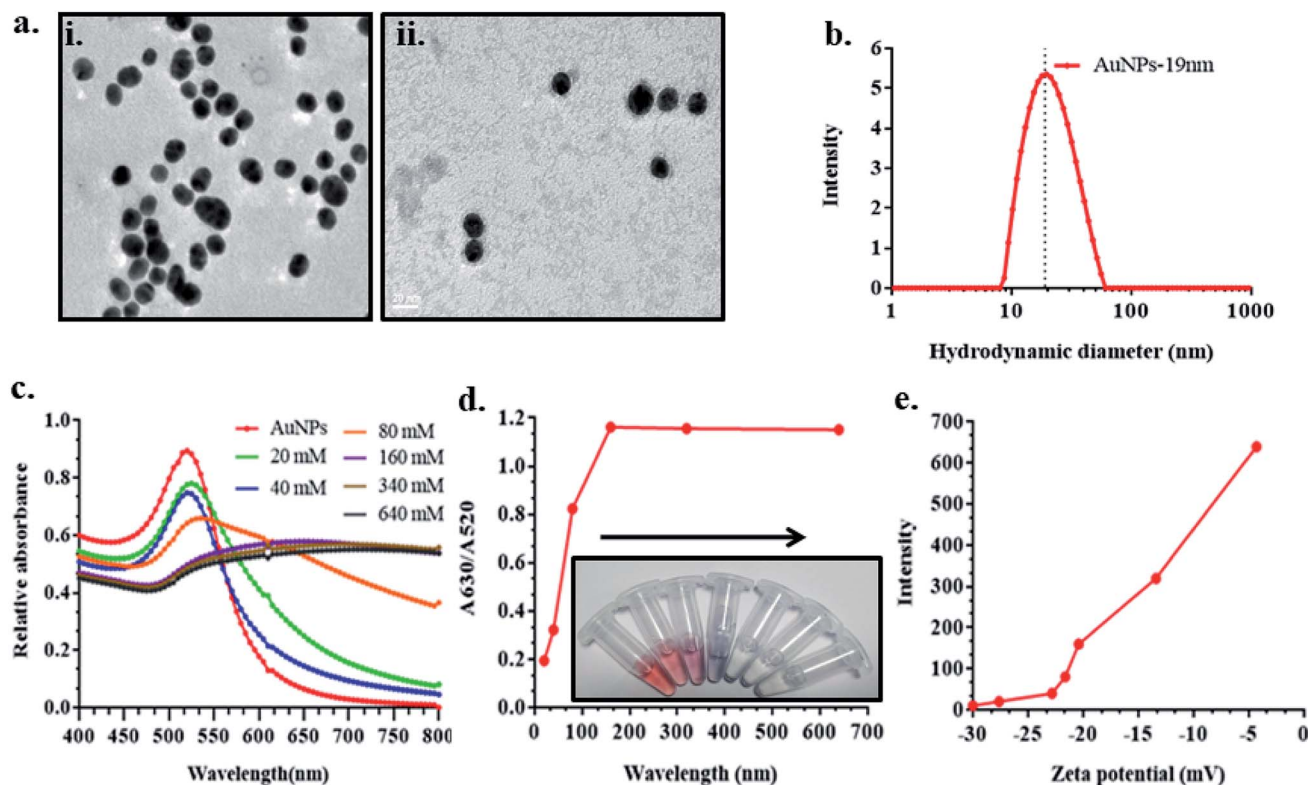 a.
i.
ii.
20 nm
b.
6
5
4
3
2
1
0
Intensity
AuNPs-19nm
1
10
100
1000
Hydrodynamic diameter (nm)
c.
1.0
0.8
0.6
0.4
0.2
0.0
Relative absorbance
AuNPs
20 mM
40 mM
80 mM
160 mM
340 mM
640 mM
400 450 500 550 600 650 700 750 800
Wavelength(nm)
d.
1.2
1.0
0.8
0.6
0.4
0.2
0.0
A630/A520
0 100 200 300 400 500 600 700
Wavelength (nm)
e.
700
600
500
400
300
200
100
0
Intensity
-30 -25 -20 -15 -10 -5 0
Zeta potential (mV)